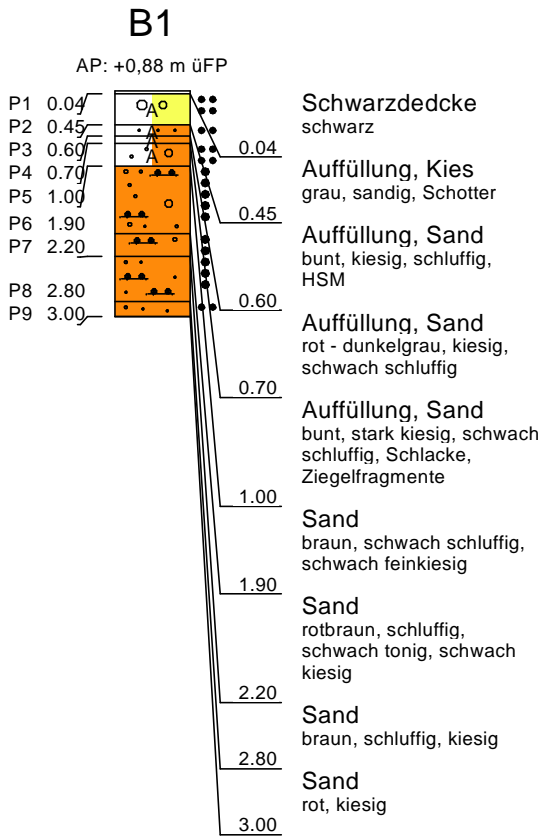 B1
AP: +0,88 m üFP
P1 0.04
P2 0.45
P3 0.60
P4 0.70
P5 1.00
P6 1.90
P7 2.20
P8 2.80
P9 3.00
A
A
A
A
Schwarzdedcke
schwarz
0.04
Auffüllung, Kies
grau, sandig, Schotter
0.45
Auffüllung, Sand
bunt, kiesig, schluffig,
HSM
0.60
Auffüllung, Sand
rot - dunkelgrau, kiesig,
schwach schluffig
0.70
Auffüllung, Sand
bunt, stark kiesig, schwach
schluffig, Schlacke,
Ziegelfragmente
1.00
Sand
braun, schwach schluffig,
schwach feinkiesig
1.90
Sand
rotbraun, schluffig,
schwach tonig, schwach
kiesig
2.20
Sand
braun, schluffig, kiesig
2.80
Sand
rot, kiesig
3.00